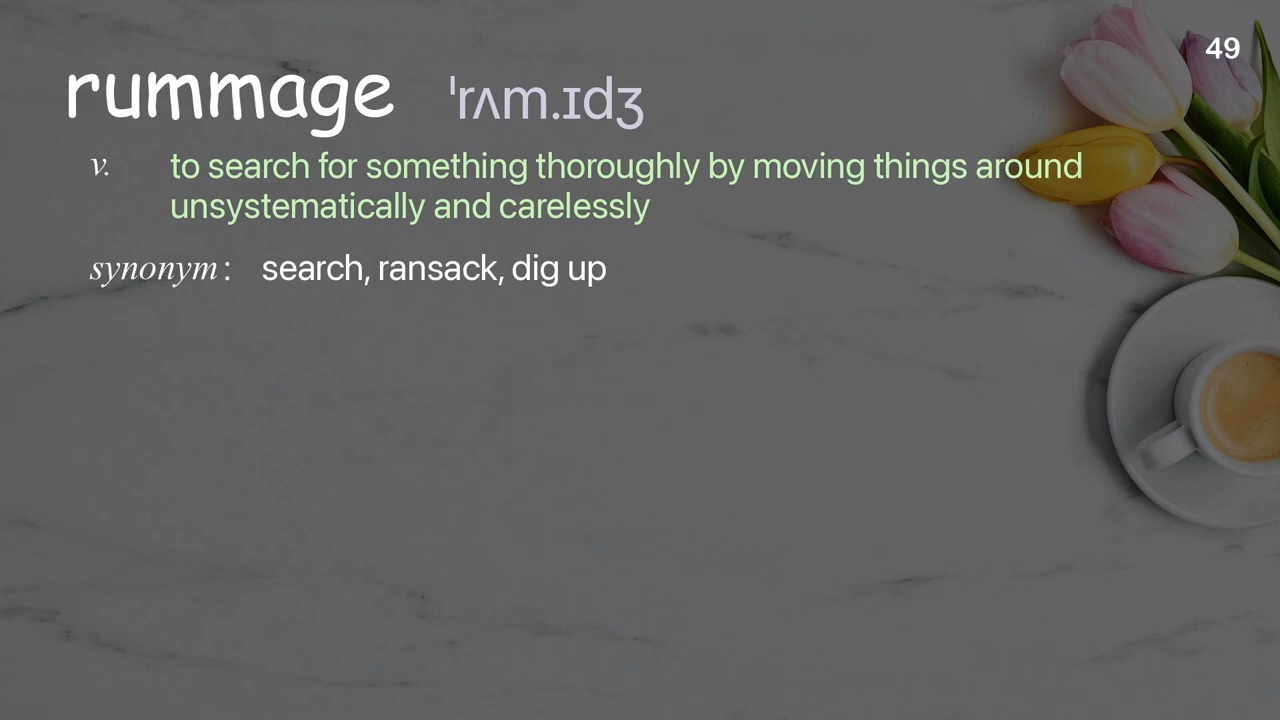 49
rummage ˈrʌm.ɪdʒ
v. to search for something thoroughly by moving things around
unsystematically and carelessly
synonym : search, ransack, dig up